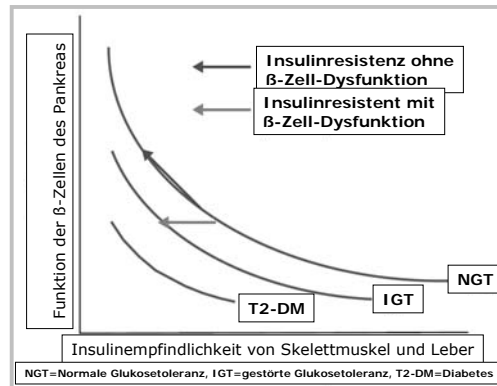 Funktion der ß-Zellen des Pankreas
Insulinresistenz ohne
ß-Zell-Dysfunktion
Insulinresistent mit
ß-Zell-Dysfunktion
NGT
IGT
T2-DM
Insulinempfindlichkeit von Skelettmuskel und Leber
NGT=Normale Glukosetoleranz, IGT=gestörte Glukosetoleranz, T2-DM=Diabetes